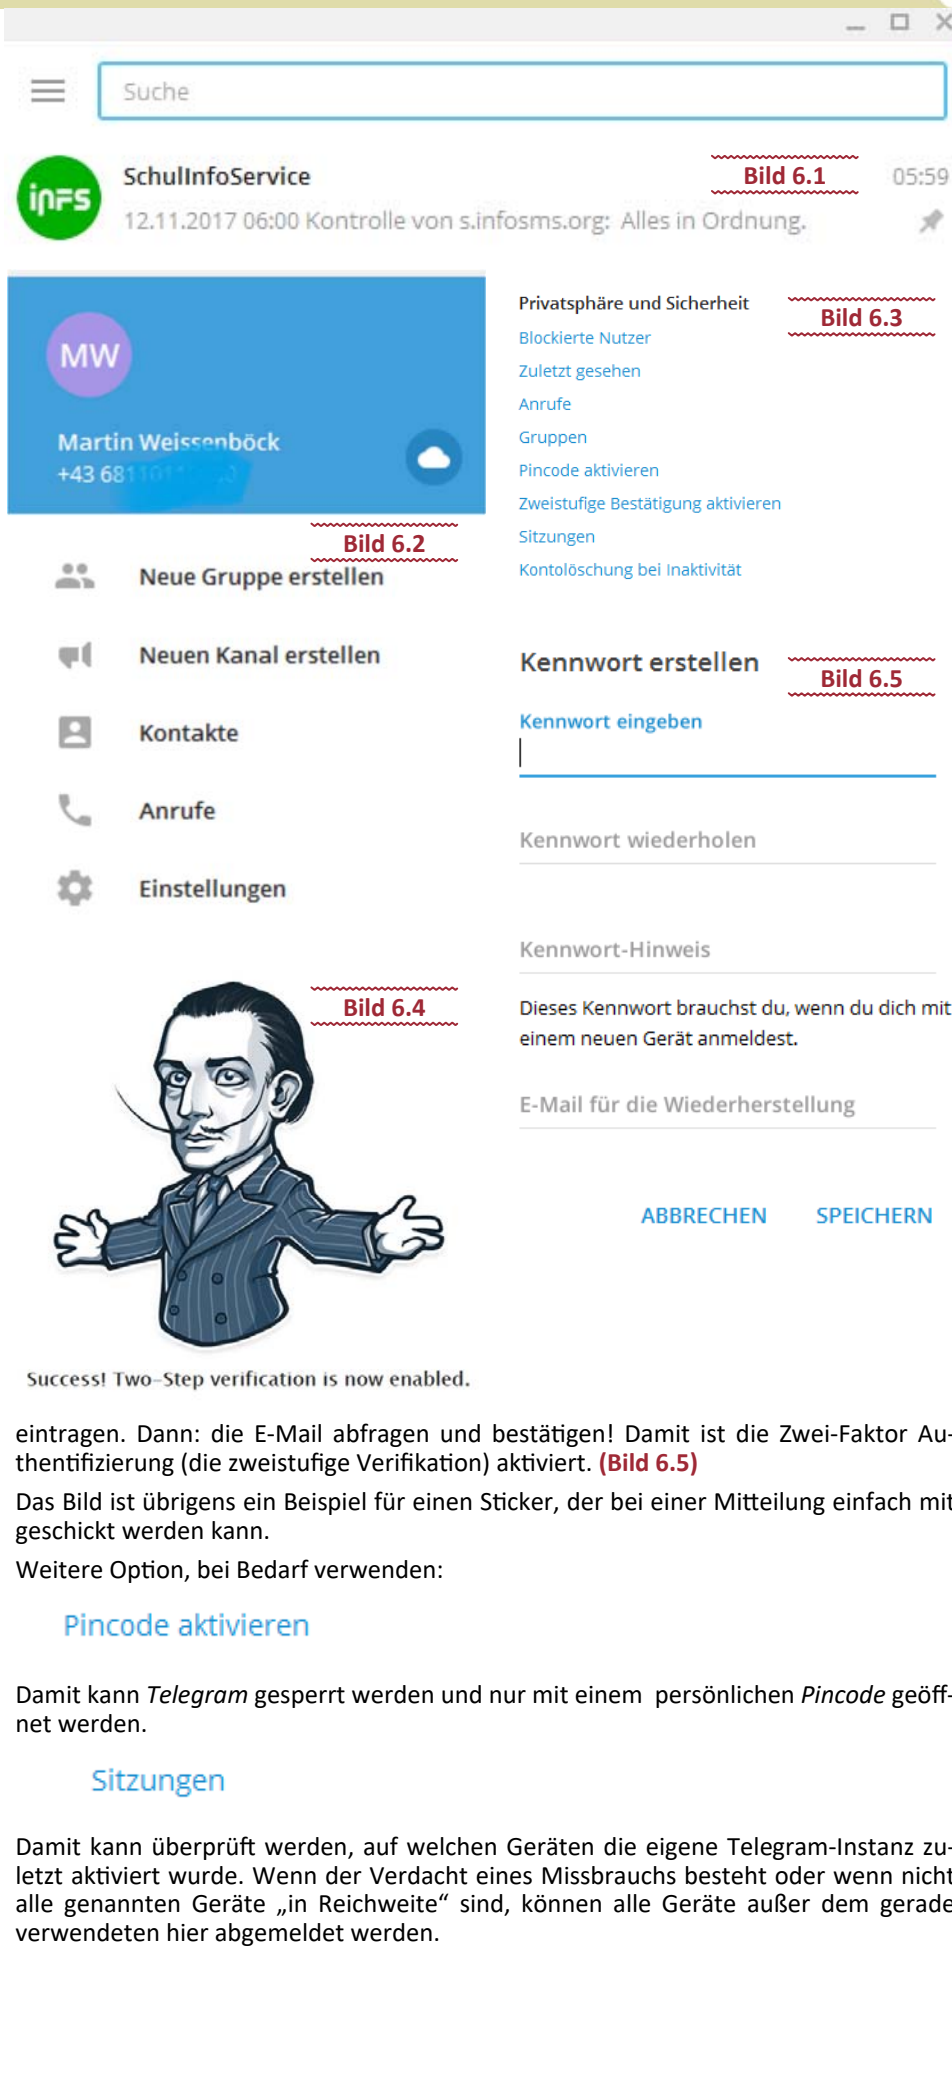 Suche
inFs
SchulInfoService
Bild 6.1
05:59
12.11.2017 06:00 Kontrolle von s.infosms.org: Alles in Ordnung.
MW
Martin Weissenböck
+43 68
Bild 6.2
Neue Gruppe erstellen
Neuen Kanal erstellen
Kontakte
Anrufe
Einstellungen
Privatsphäre und Sicherheit
Bild 6.3
Blockierte Nutzer
Zuletzt gesehen
Anrufe
Gruppen
Pincode aktivieren
Zweistufige Bestätigung aktivieren
Sitzungen
Kontolöschung bei Inaktivität
Bild 6.4
Success! Two-Step verification is now enabled.
Kennwort erstellen
Bild 6.5
Kennwort eingeben
Kennwort wiederholen
Kennwort-Hinweis
Dieses Kennwort brauchst du, wenn du dich mit
einem neuen Gerät anmeldest.
E-Mail für die Wiederherstellung
ABBRECHEN SPEICHERN
eintragen. Dann: die E-Mail abfragen und bestätigen! Damit ist die Zwei-Faktor Au-
thentifizierung (die zweistufige Verifikation) aktiviert. (Bild 6.5)
Das Bild ist übrigens ein Beispiel für einen Sticker, der bei einer Mitteilung einfach mit
geschickt werden kann.
Weitere Option, bei Bedarf verwenden:
Pincode aktivieren
Damit kann Telegram gesperrt werden und nur mit einem persönlichen Pincode geöff-
net werden.
Sitzungen
Damit kann überprüft werden, auf welchen Geräten die eigene Telegram-Instanz zu-
letzt aktiviert wurde. Wenn der Verdacht eines Missbrauchs besteht oder wenn nicht
alle genannten Geräte „in Reichweite“ sind, können alle Geräte außer dem gerade
verwendeten hier abgemeldet werden.